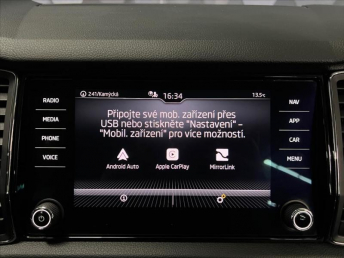 241/Kamýcká 16:34 13.5°C
RADIO
MEDIA
PHONE
VOICE
Připojte své mob. zařízení přes
USB nebo stiskněte "Nastavení" –
"Mobil. zařízení" pro více možností.
Android Auto Apple CarPlay MirrorLink
NAV
APP
CAR
MENU